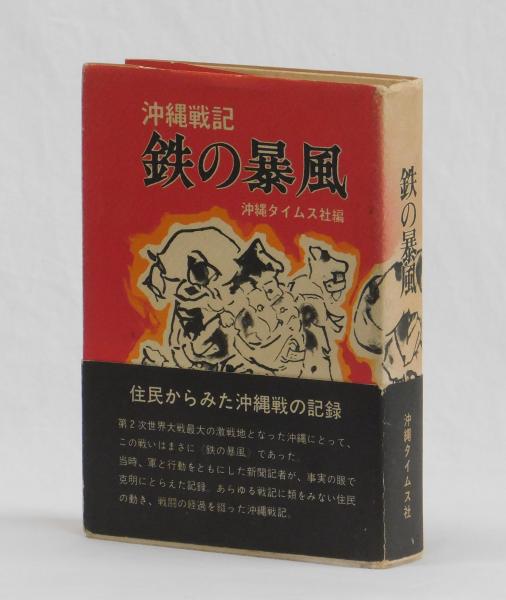 沖縄戦記
鉄の暴風
沖縄タイムス社編
住民からみた沖縄戦の記録
第2次世界大戦最大の激戦地となった沖縄にとって、
この戦いはまさに《鉄の暴風》であった。
当時、軍と行動をともにした新聞記者が、事実の眼で
克明にとらえた記録。あらゆる戦記に類をみない住民
の動き、戦闘の経過を綴った沖縄戦記。
鉄の暴風
沖縄タイムス社